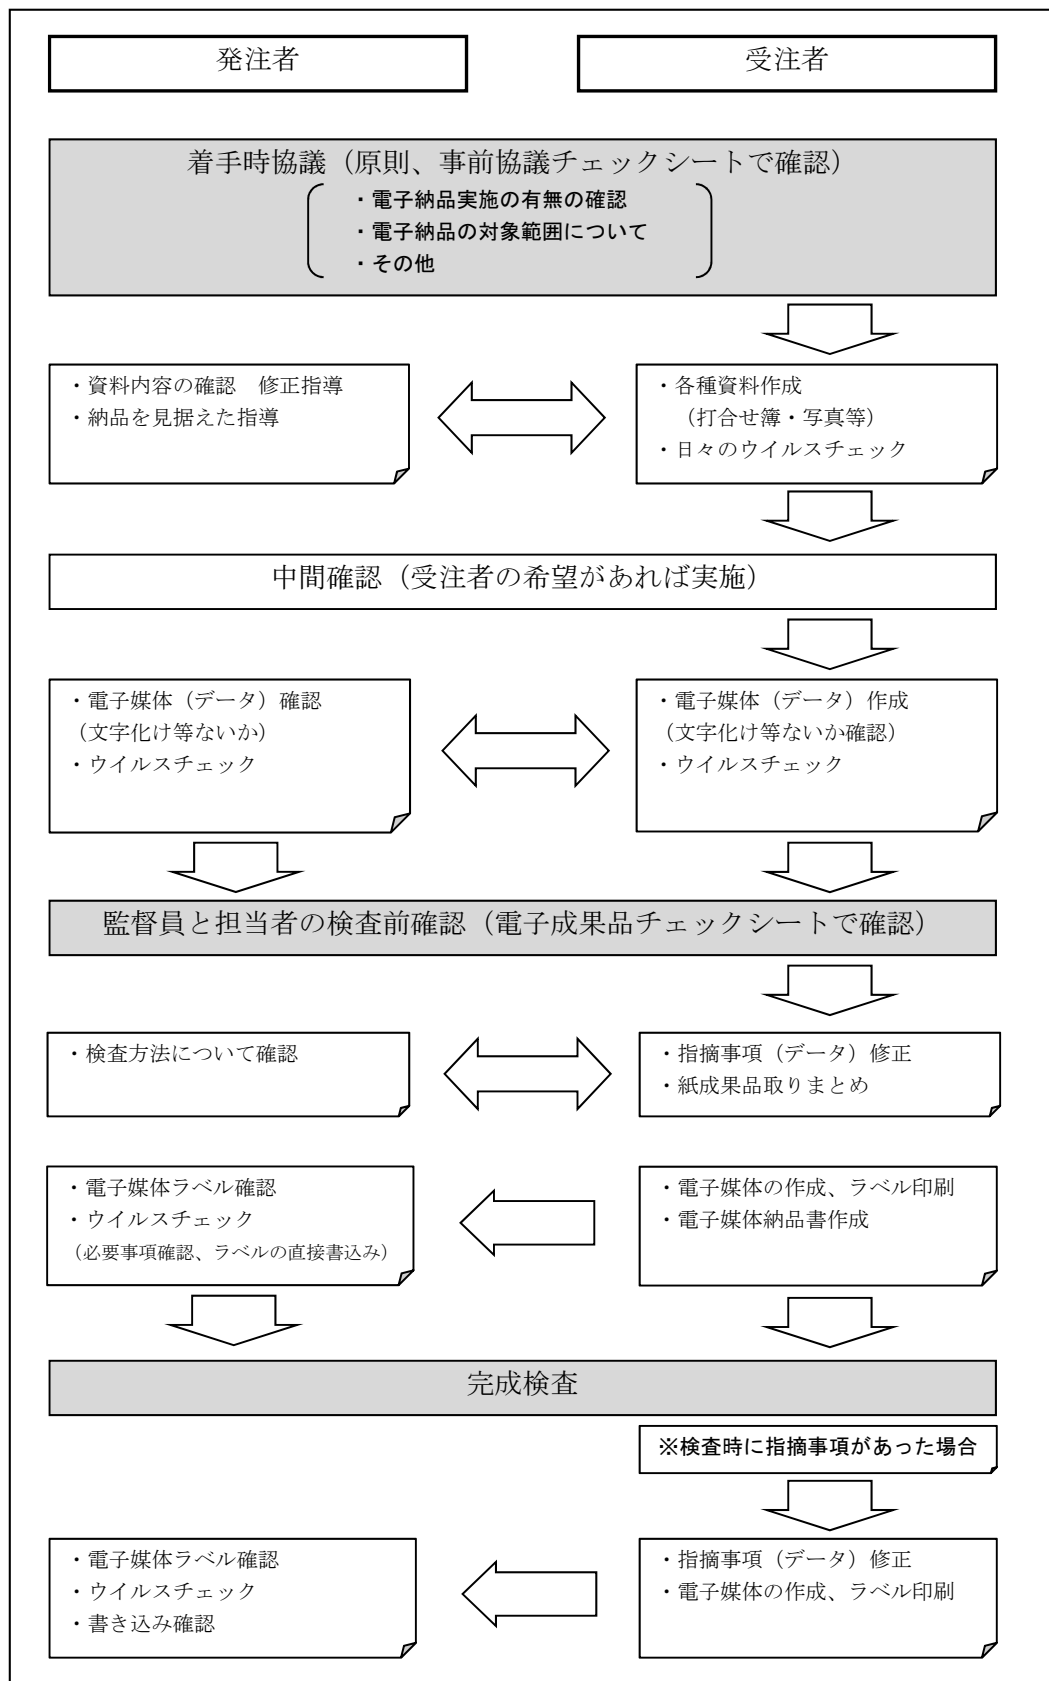 発注者
受注者
着手時協議（原則、事前協議チェックシートで確認）
・電子納品実施の有無の確認
・電子納品の対象範囲について
・その他
・資料内容の確認　修正指導
・納品を見据えた指導
・各種資料作成
（打合せ簿・写真等）
・日々のウイルスチェック
中間確認（受注者の希望があれば実施）
・電子媒体（データ）確認
（文字化け等ないか）
・ウイルスチェック
・電子媒体（データ）作成
（文字化け等ないか確認）
・ウイルスチェック
監督員と担当者の検査前確認（電子成果品チェックシートで確認）
・検査方法について確認
・指摘事項（データ）修正
・紙成果品取りまとめ
・電子媒体ラベル確認
・ウイルスチェック
（必要事項確認、ラベルの直接書込み）
・電子媒体の作成、ラベル印刷
・電子媒体納品書作成
完成検査
※検査時に指摘事項があった場合
・電子媒体ラベル確認
・ウイルスチェック
・書き込み確認
・指摘事項（データ）修正
・電子媒体の作成、ラベル印刷